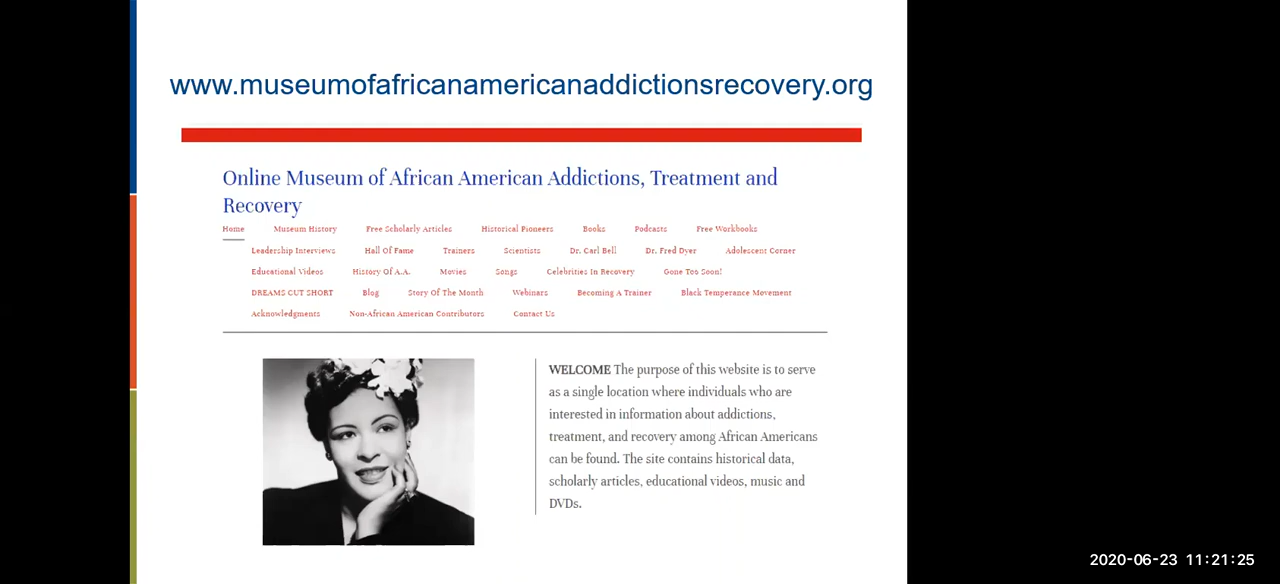 www.museumofafricanamericanaddictionsrecovery.org
Online Museum of African American Addictions, Treatment and
Recovery
Home Museum History Free Scholarly Articles Historical Pioneers Books Podcasts Free Workbooks
Leadership Interviews Hall Of Fame Trainers Scientists Dr. Carl Bell Dr. Fred Dyer Adolescent Corner
Educational Videos History Of A.A. Movies Songs Celebrities In Recovery Gone Too Soon!
DREAMS CUT SHORT Blog Story Of The Month Webinars Becoming A Trainer Black Temperance Movement
Acknowledgments Non-African American Contributors Contact Us
WELCOME The purpose of this website is to serve
as a single location where individuals who are
interested in information about addictions,
treatment, and recovery among African Americans
can be found. The site contains historical data,
scholarly articles, educational videos, music and
DVDs.
2020-06-23 11:21:25